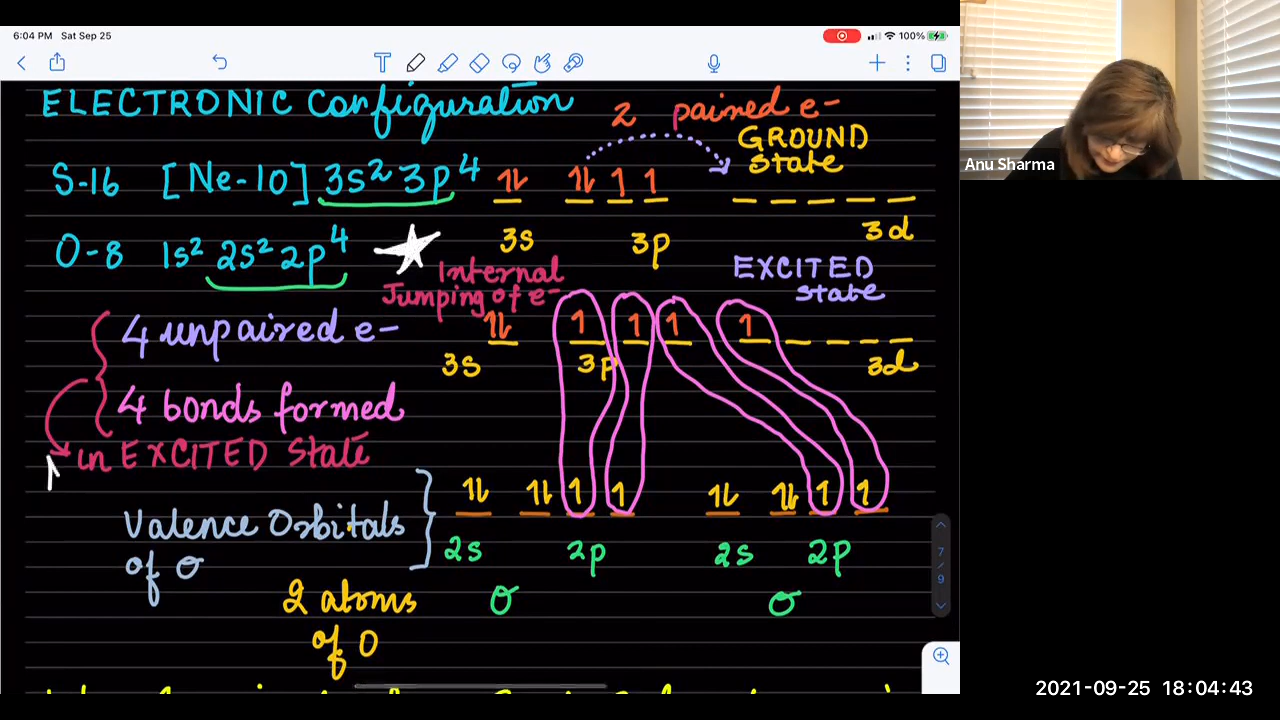 6:04 PM Sat Sep 25
100%
ELECTRONIC Configuration
2 paired e-
GROUND
State
S-16 [Ne-10] 3s² 3p⁴ 1L 1L 1 1
3s 3p 3d
O-8 1s² 2s² 2p⁴
Internal
Jumping of e-
EXCITED
State
4 unpaired e-
1L 1 1 1 1
3s 3p 3d
4 bonds formed
in EXCITED State
1L 1L 1 1 1L 1L 1 1
Valence Orbitals
of O
2s 2p 2s 2p
2 atoms
of O
O O
7
/
9
Anu Sharma
2021-09-25 18:04:43